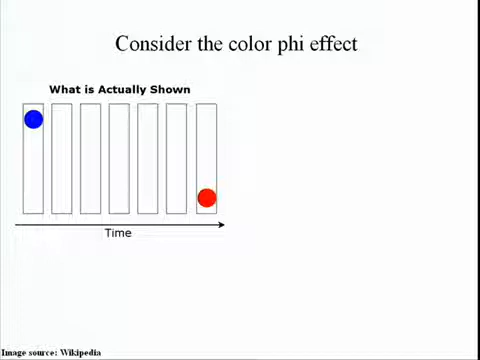 Consider the color phi effect
What is Actually Shown
Time
Image source: Wikipedia